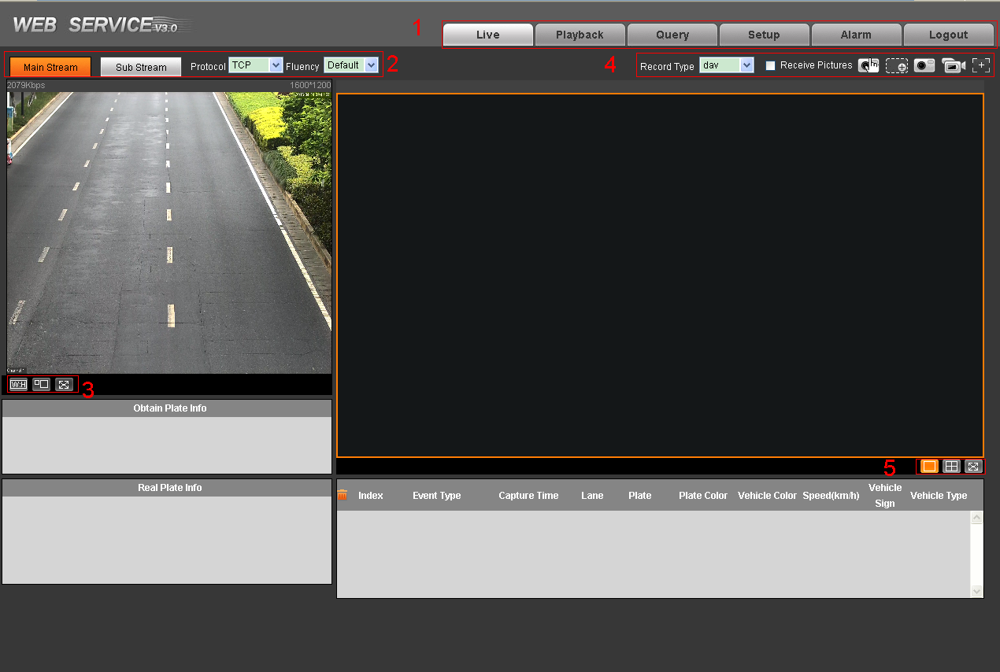 WEB SERVICE V3.0
1
Live
Playback
Query
Setup
Alarm
Logout
Main Stream
Sub Stream
Protocol TCP
Fluency Default
2
4
Record Type dav
Receive Pictures
2079Kbps
1600*1200
W:H
3
Obtain Plate Info
Real Plate Info
5
Index
Event Type
Capture Time
Lane
Plate
Plate Color
Vehicle Color
Speed(km/h)
Vehicle
Sign
Vehicle Type